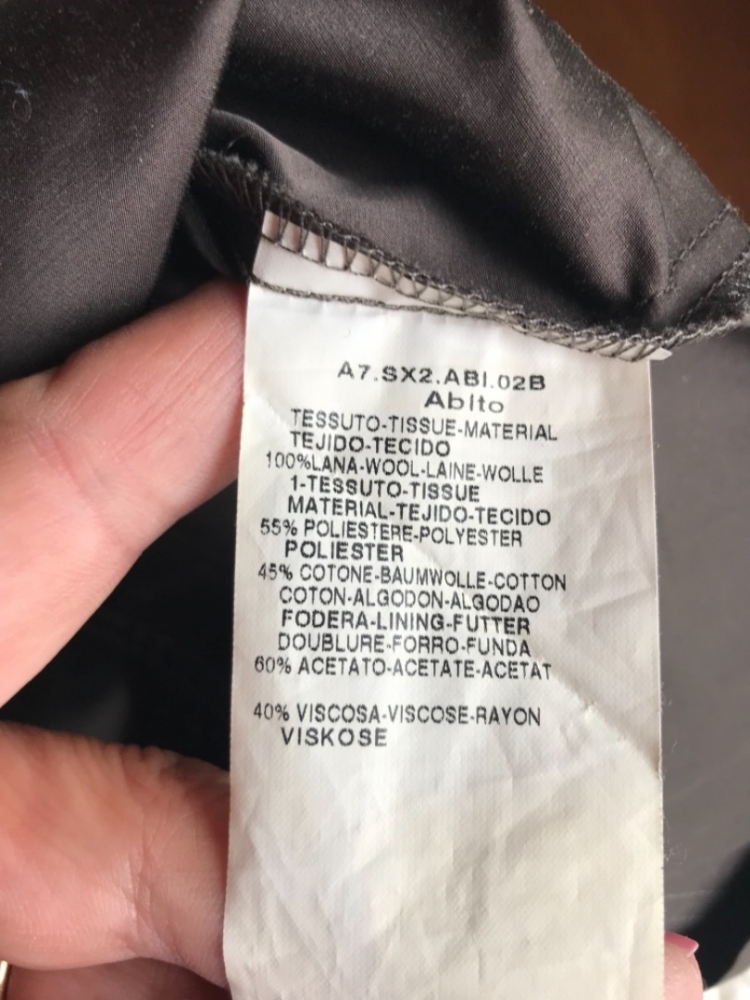 A7.SX2.ABI.02B
Abito
TESSUTO-TISSUE-MATERIAL
TEJIDO-TECIDO
100%LANA-WOOL-LAINE-WOLLE
1-TESSUTO-TISSUE
MATERIAL-TEJIDO-TECIDO
55% POLIESTERE-POLYESTER
POLIESTER
45% COTONE-BAUMWOLLE-COTTON
COTON-ALGODON-ALGODAO
FODERA-LINING-FUTTER
DOUBLURE-FORRO-FUNDA
60% ACETATO-ACETATE-ACETAT
40% VISCOSA-VISCOSE-RAYON
VISKOSE